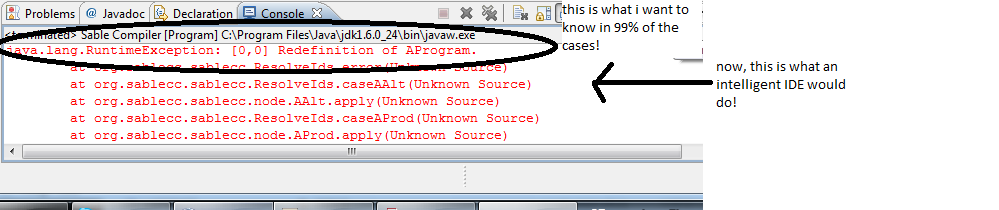 Problems @ Javadoc Declaration Console
this is what i want to
know in 99% of the
cases!
<terminated> Sable Compiler [Program] C:\Program Files\Java\jdk1.6.0_24\bin\javaw.exe
java.lang.RuntimeException: [0,0] Redefinition of AProgram.
at org.sablecc.sablecc.ResolveIds.error(Unknown Source)
at org.sablecc.sablecc.ResolveIds.caseAAlt(Unknown Source)
at org.sablecc.sablecc.node.AAlt.apply(Unknown Source)
at org.sablecc.sablecc.ResolveIds.caseAProd(Unknown Source)
at org.sablecc.sablecc.node.AProd.apply(Unknown Source)
now, this is what an
intelligent IDE would
do!